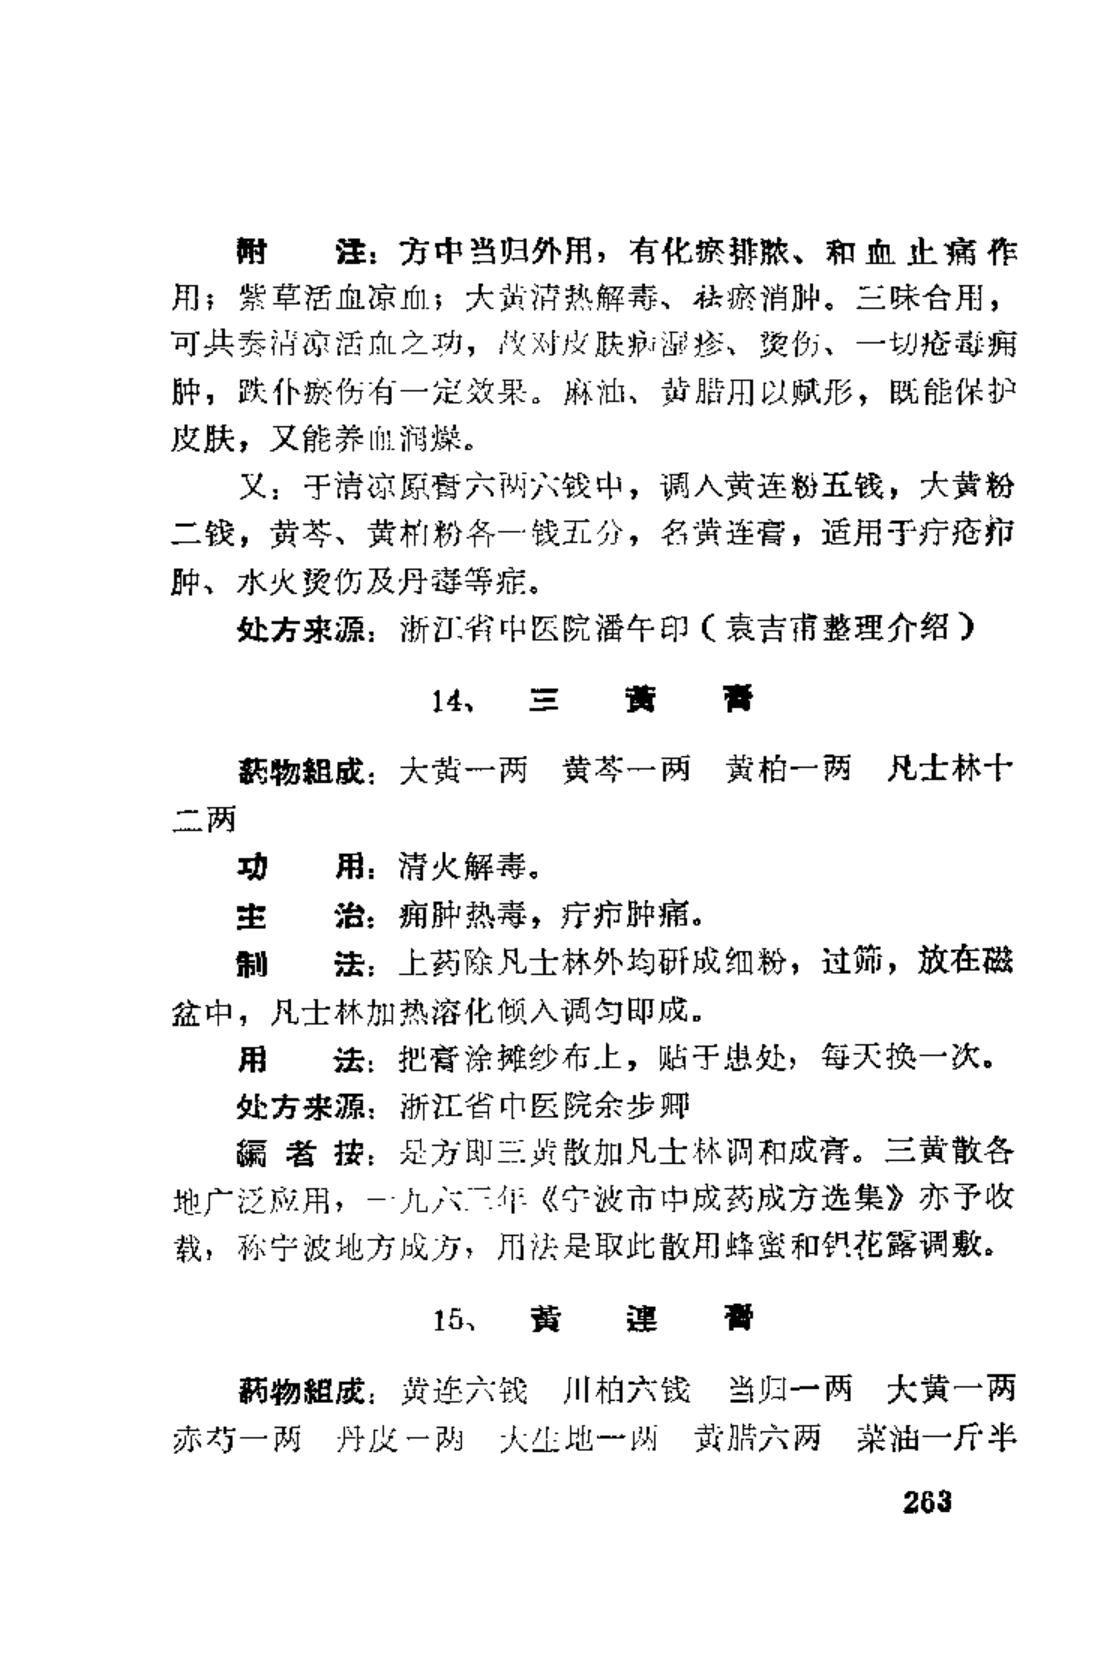 附　　注：方中当归外用，有化瘀排脓、和血止痛作
用；紫草活血凉血；大黄清热解毒、祛瘀消肿。三味合用，
可共奏清凉活血之功，故对皮肤病湿疹、烫伤、一切疮毒痈
肿，跌仆瘀伤有一定效果。麻油、黄腊用以赋形，既能保护
皮肤，又能养血润燥。
又：于清凉原膏六两六钱中，调入黄连粉五钱，大黄粉
二钱，黄芩、黄柏粉各一钱五分，名黄连膏，适用于疔疮疖
肿、水火烫伤及丹毒等症。
处方来源：浙江省中医院潘午印（袁吉甫整理介绍）
14、三　黄　膏
药物组成：大黄一两　黄芩一两　黄柏一两　凡士林十
二两
功　　用：清火解毒。
主　　治：痈肿热毒，疔疖肿痛。
制　　法：上药除凡士林外均研成细粉，过筛，放在磁
盆中，凡士林加热溶化倾入调匀即成。
用　　法：把膏涂摊纱布上，贴于患处，每天换一次。
处方来源：浙江省中医院余步卿
编 者 按：是方即三黄散加凡士林调和成膏。三黄散各
地广泛应用，一九六三年《宁波市中成药成方选集》亦予收
载，称宁波地方成方，用法是取此散用蜂蜜和银花露调敷。
15、黄　連　膏
药物组成：黄连六钱　川柏六钱　当归一两　大黄一两
赤芍一两　丹皮一两　大生地一两　黄腊六两　菜油一斤半
263